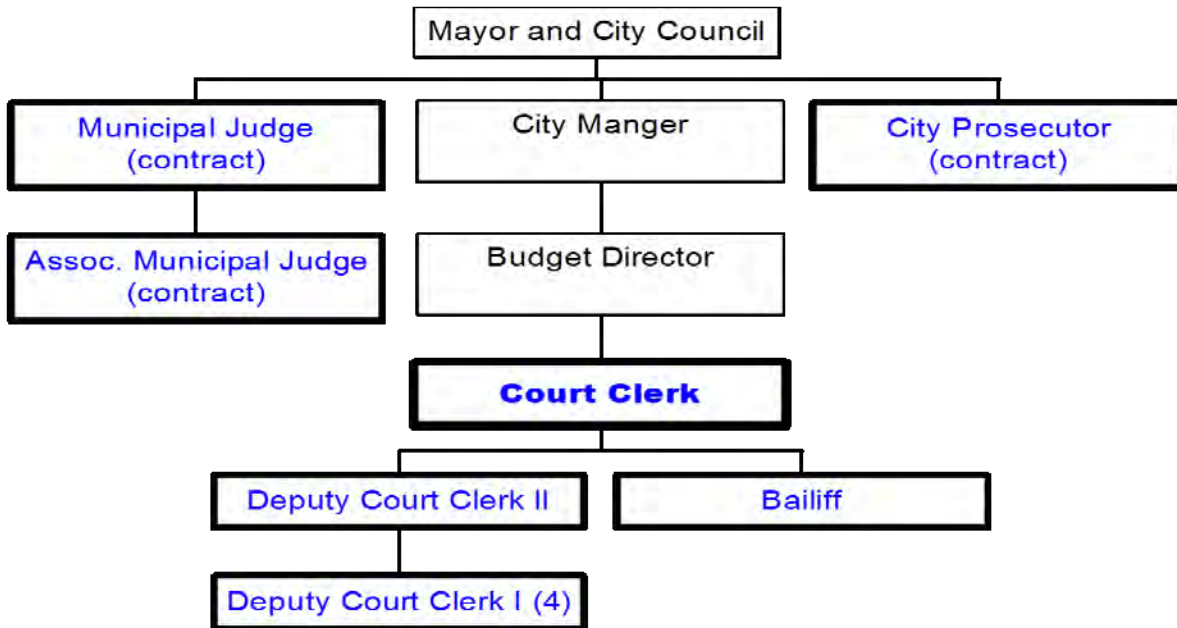 Mayor and City Council
Municipal Judge
(contract)
City Manger
City Prosecutor
(contract)
Assoc. Municipal Judge
(contract)
Budget Director
Court Clerk
Deputy Court Clerk II
Bailiff
Deputy Court Clerk I (4)